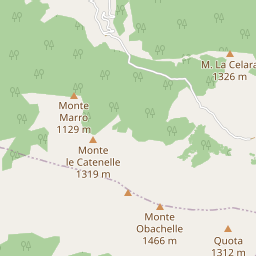 M. La Celara
1326 m
Monte
Marro
1129 m
Monte
le Catenelle
1319 m
Monte
Obachelle
1466 m
Quota
1312 m